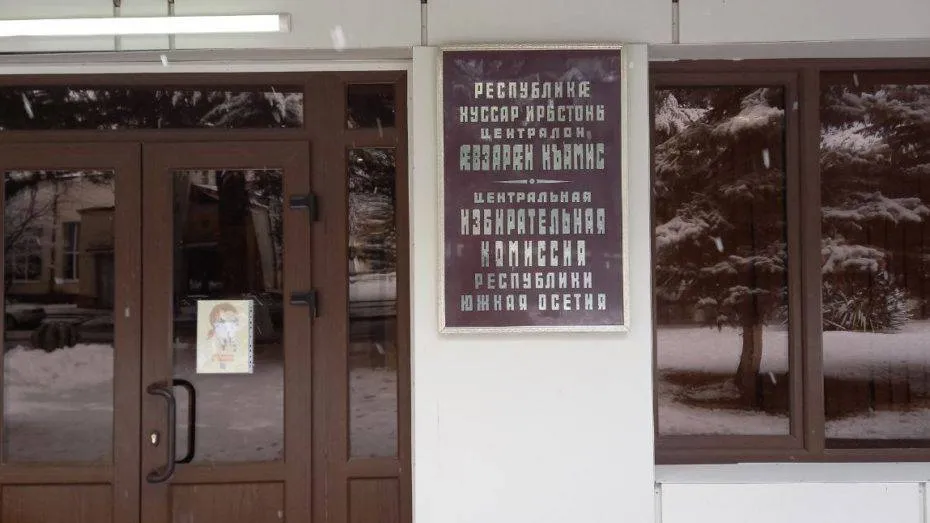 РЕСПУБЛИКӔ
ХУССАР ИРЫСТОНЫ
ЦЕНТРАЛОН
ӔВЗАРӔН КЪАМИС
ЦЕНТРАЛЬНАЯ
ИЗБИРАТЕЛЬНАЯ
КОМИССИЯ
РЕСПУБЛИКИ
ЮЖНАЯ ОСЕТИЯ